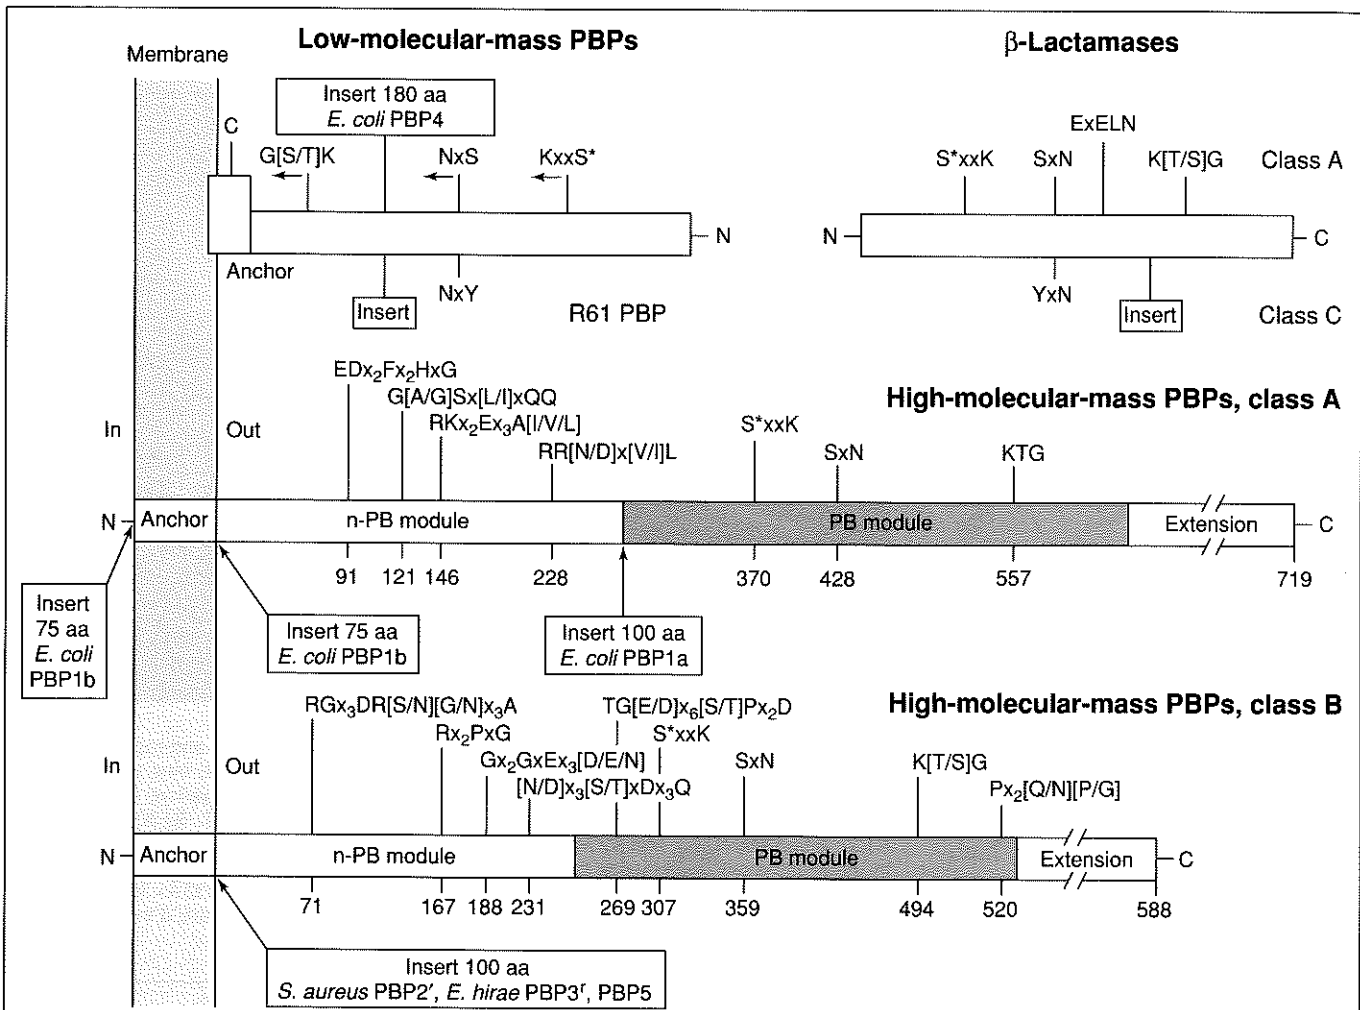 Low-molecular-mass PBPs
β-Lactamases
Membrane
Insert 180 aa
E. coli PBP4
C
G[S/T]K
NxS
KxxS*
N
Anchor
Insert
NxY
R61 PBP
ExELN
S*xxK
SxN
K[T/S]G
Class A
N
C
YxN
Insert
Class C
High-molecular-mass PBPs, class A
EDx2Fx2HxG
G[A/G]Sx[L/I]xQQ
RKx2Ex3A[I/V/L]
RR[N/D]x[V/I]L
S*xxK
SxN
KTG
In
Out
N
Anchor
n-PB module
PB module
Extension
C
91
121
146
228
370
428
557
719
Insert
75 aa
E. coli
PBP1b
Insert 75 aa
E. coli PBP1b
Insert 100 aa
E. coli PBP1a
High-molecular-mass PBPs, class B
RGx3DR[S/N][G/N]x3A
Rx2PxG
Gx2GxEx3[D/E/N]
[N/D]x3[S/T]xDx3Q
TG[E/D]x6[S/T]Px2D
S*xxK
SxN
K[T/S]G
Px2[Q/N][P/G]
In
Out
N
Anchor
n-PB module
PB module
Extension
C
71
167
188
231
269
307
359
494
520
588
Insert 100 aa
S. aureus PBP2′, E. hirae PBP3r, PBP5